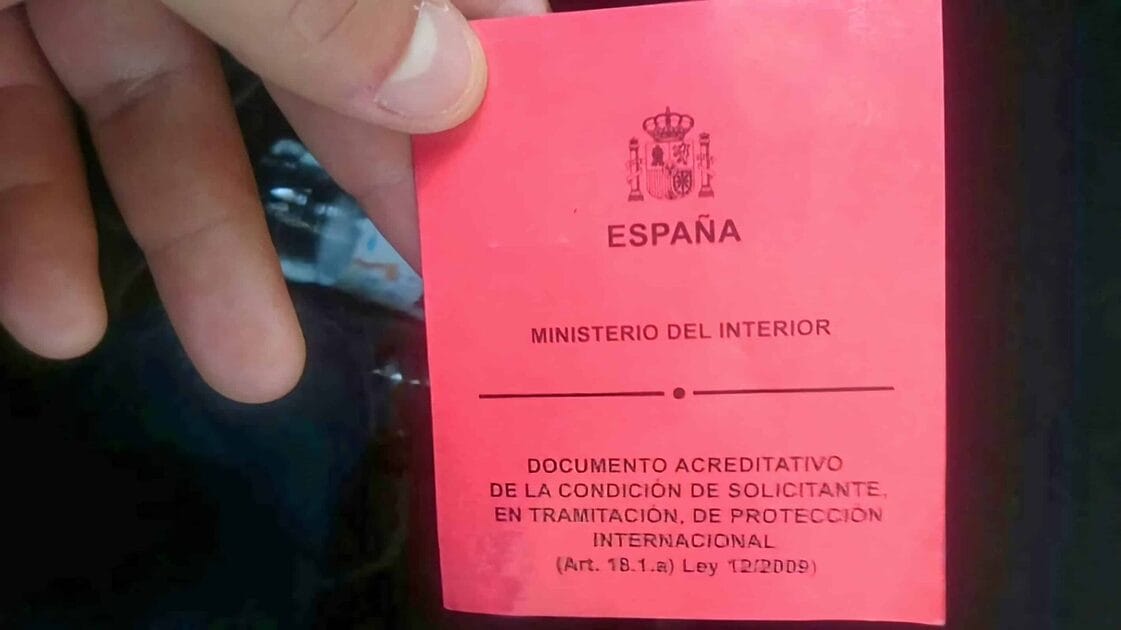 ESPAÑA
MINISTERIO DEL INTERIOR
DOCUMENTO ACREDITATIVO
DE LA CONDICIÓN DE SOLICITANTE,
EN TRAMITACIÓN, DE PROTECCIÓN
INTERNACIONAL
(Art. 18.1.a) Ley 12/2009)